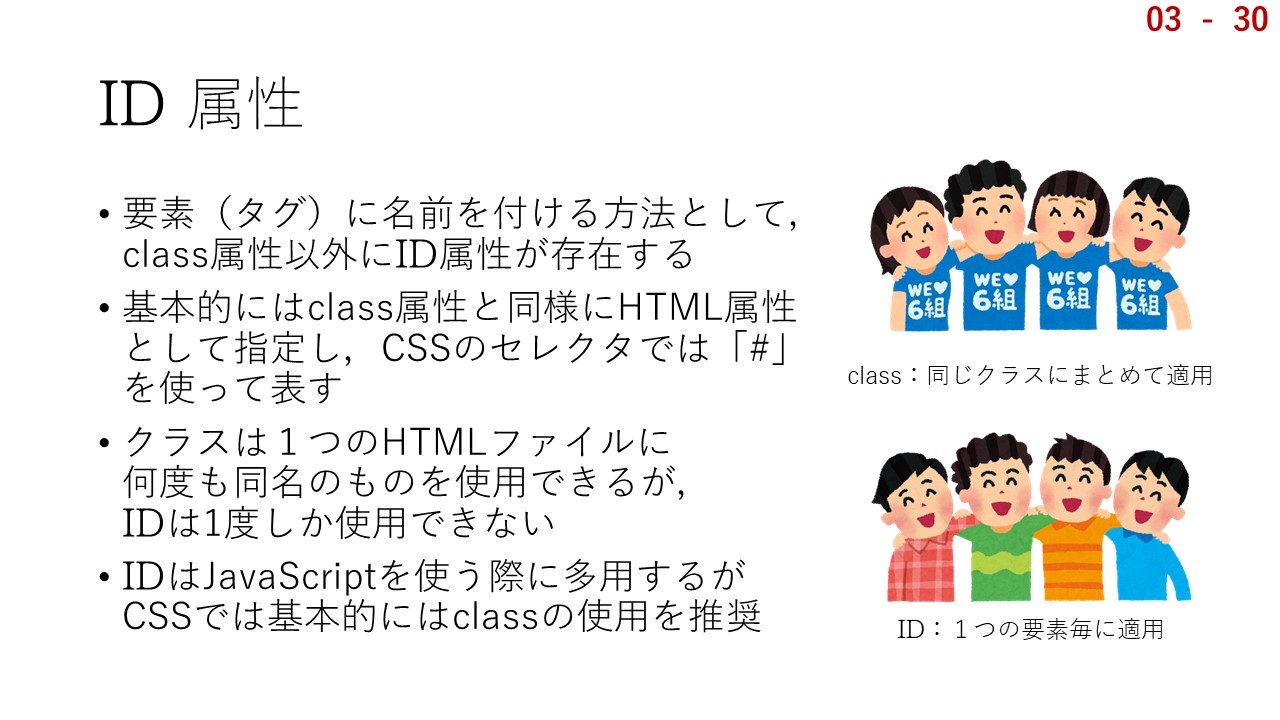 03 - 30
ID 属性
• 要素（タグ）に名前を付ける方法として，
class属性以外にID属性が存在する
• 基本的にはclass属性と同様にHTML属性
として指定し，CSSのセレクタでは「#」
を使って表す
• クラスは１つのHTMLファイルに
何度も同名のものを使用できるが，
IDは1度しか使用できない
• IDはJavaScriptを使う際に多用するが
CSSでは基本的にはclassの使用を推奨
WE♥
6組
WE♥
6組
WE♥
6組
WE♥
6組
class：同じクラスにまとめて適用
ID：１つの要素毎に適用